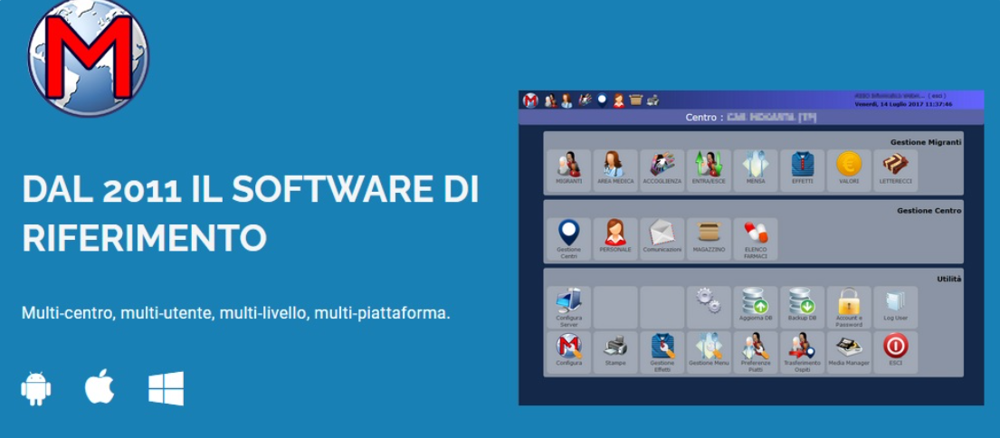 M
DAL 2011 IL SOFTWARE DI
RIFERIMENTO
Multi-centro, multi-utente, multi-livello, multi-piattaforma.
Venerdì, 14 Luglio 2017 11:37:46
Centro :
Gestione Migranti
MIGRANTI AREA MEDICA ACCOGLIENZA ENTRA/ESCE MENSA EFFETTI VALORI LETTERECCI
Gestione Centro
Gestione Centri PERSONALE Comunicazioni MAGAZZINO ELENCO FARMACI
Utilità
Configura Server Aggiorna DB Backup DB Account e Password Log User
Configura Stampe Gestione Effetti Gestione Menu Preferenze Piatti Trasferimento Ospiti Media Manager ESCI